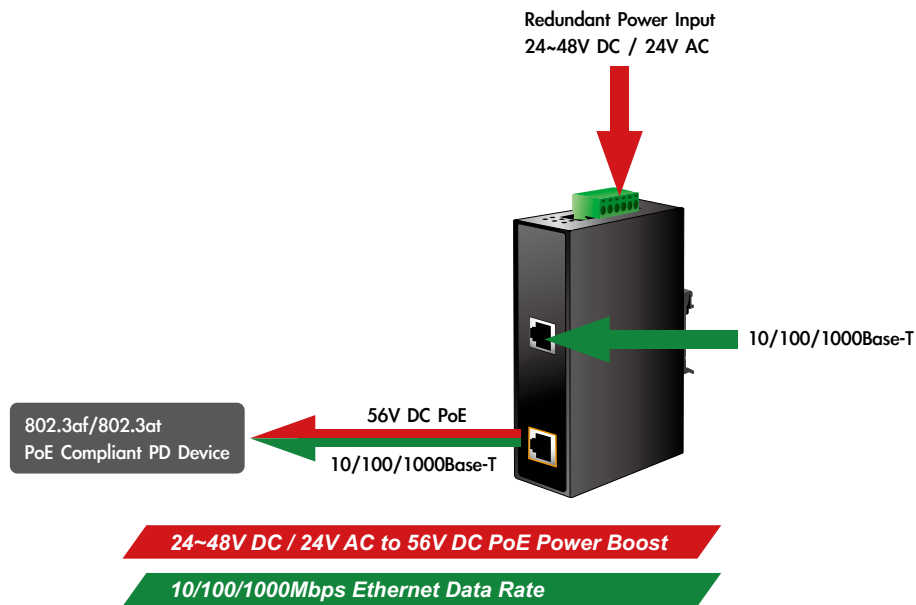 Redundant Power Input
24~48V DC / 24V AC
10/100/1000Base-T
56V DC PoE
802.3af/802.3at
PoE Compliant PD Device
10/100/1000Base-T
24~48V DC / 24V AC to 56V DC PoE Power Boost
10/100/1000Mbps Ethernet Data Rate